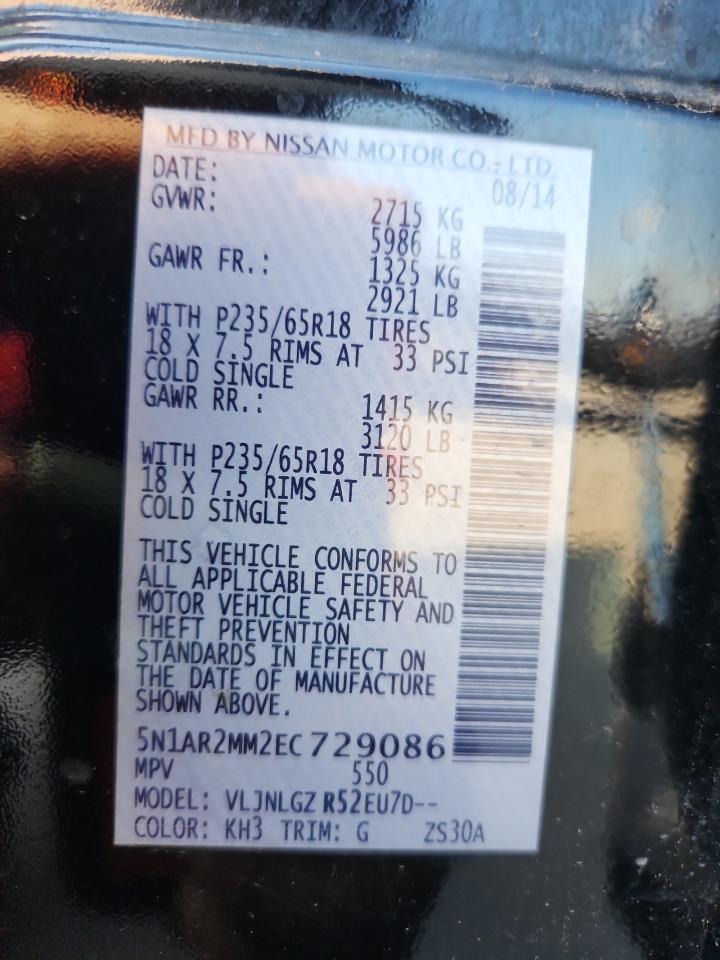 MFD BY NISSAN MOTOR CO., LTD.
DATE: 08/14
GVWR: 2715 KG
5986 LB
GAWR FR.: 1325 KG
2921 LB
WITH P235/65R18 TIRES
18 X 7.5 RIMS AT 33 PSI
COLD SINGLE
GAWR RR.: 1415 KG
3120 LB
WITH P235/65R18 TIRES
18 X 7.5 RIMS AT 33 PSI
COLD SINGLE
THIS VEHICLE CONFORMS TO
ALL APPLICABLE FEDERAL
MOTOR VEHICLE SAFETY AND
THEFT PREVENTION
STANDARDS IN EFFECT ON
THE DATE OF MANUFACTURE
SHOWN ABOVE.
5N1AR2MM2EC729086
MPV 550
MODEL: VLJNLGZ R52EU7D--
COLOR: KH3 TRIM: G ZS30A